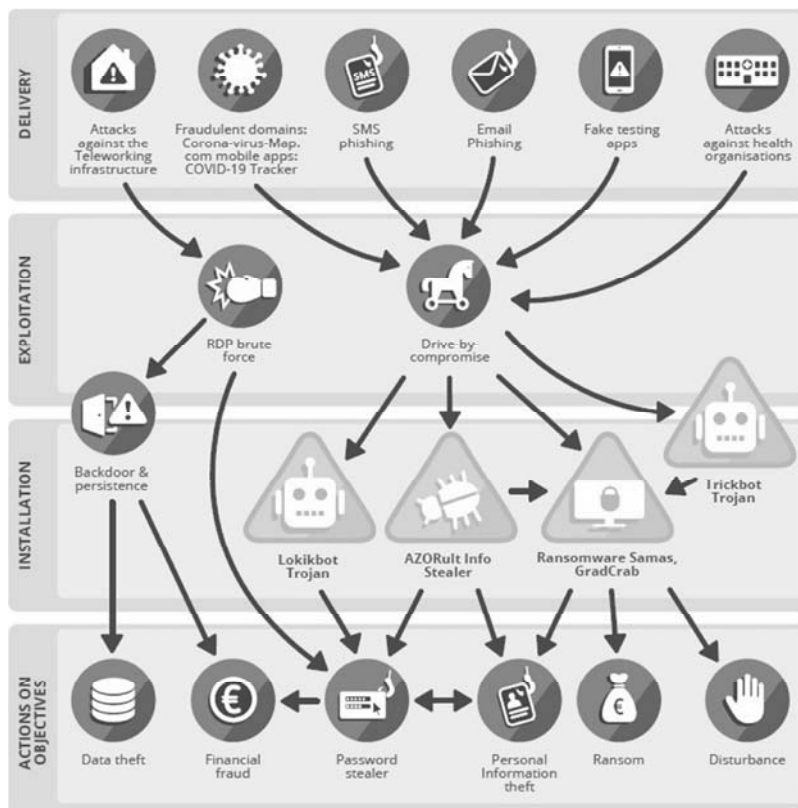 DELIVERY
SMS
Attacks
against the
Teleworking
infrastructure
Fraudulent domains:
Corona-virus-Map.
com mobile apps:
COVID-19 Tracker
SMS
phishing
Email
Phishing
Fake testing
apps
Attacks
against health
organisations
EXPLOITATION
RDP brute
force
Drive-by-
compromise
INSTALLATION
Backdoor &
persistence
Lokikbot
Trojan
AZORult Info
Stealer
Ransomware Samas,
GradCrab
Trickbot
Trojan
ACTIONS ON
OBJECTIVES
€
€
Data theft
Financial
fraud
Password
stealer
Personal
Information
theft
Ransom
Disturbance